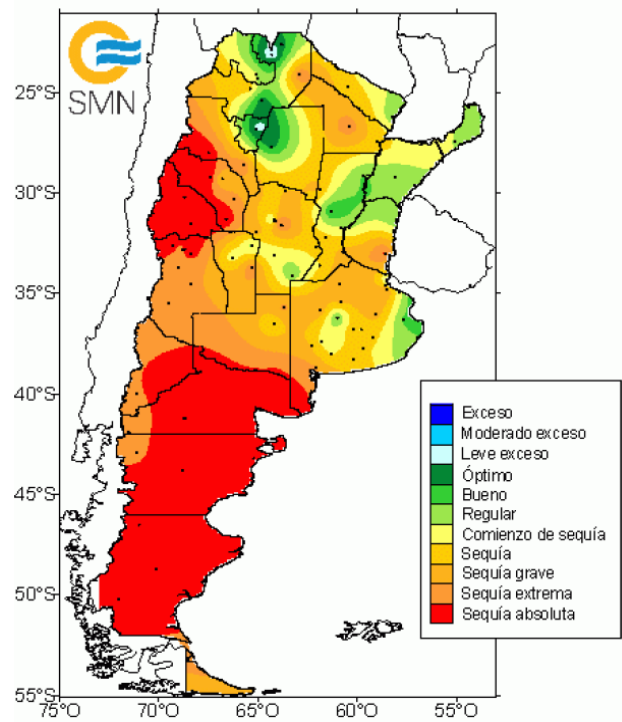 SMN
25°S
30°S
35°S
40°S
45°S
50°S
55°S
75°O
70°O
65°O
60°O
55°O
Exceso
Moderado exceso
Leve exceso
Óptimo
Bueno
Regular
Comienzo de sequía
Sequía
Sequía grave
Sequía extrema
Sequía absoluta